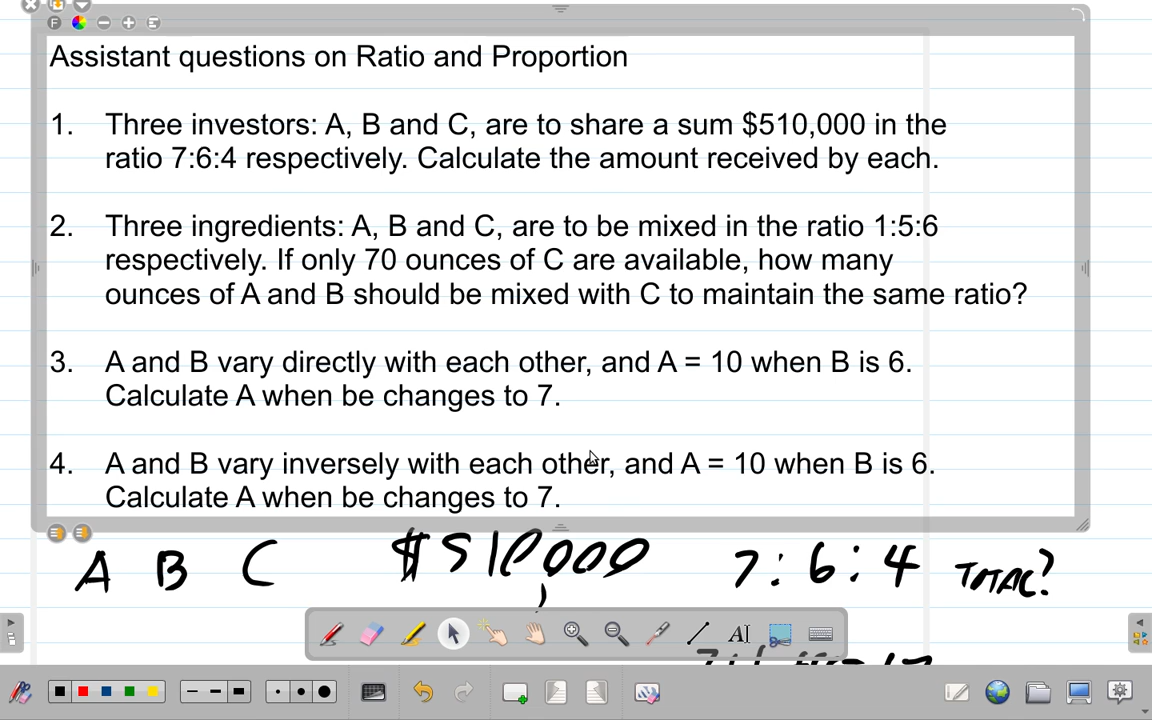 Assistant questions on Ratio and Proportion
1. Three investors: A, B and C, are to share a sum $510,000 in the
ratio 7:6:4 respectively. Calculate the amount received by each.
2. Three ingredients: A, B and C, are to be mixed in the ratio 1:5:6
respectively. If only 70 ounces of C are available, how many
ounces of A and B should be mixed with C to maintain the same ratio?
3. A and B vary directly with each other, and A = 10 when B is 6.
Calculate A when be changes to 7.
4. A and B vary inversely with each other, and A = 10 when B is 6.
Calculate A when be changes to 7.
A B C $510,000 7:6:4 TOTAL?